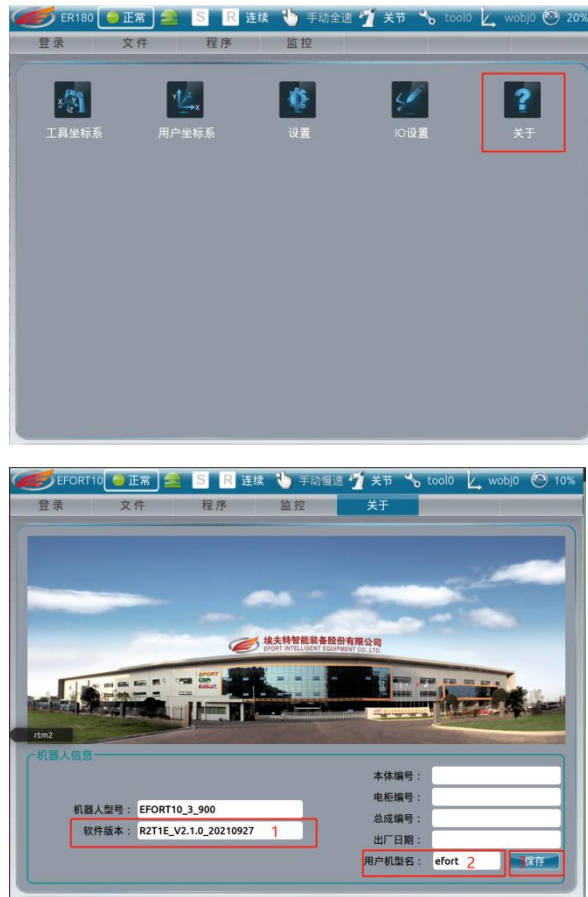 ER180 正常 S R 连续 手动全速 关节 tool0 wobj0 20%
登录 文件 程序 监控
工具坐标系 用户坐标系 设置 IO设置 关于
EFORT10 正常 S R 连续 手动慢速 关节 tool0 wobj0 10%
登录 文件 程序 监控 关于
埃夫特智能装备股份有限公司
EFORT INTELLIGENT EQUIPMENT CO.,LTD.
EFORT
rtm2
机器人信息
本体编号：
电柜编号：
机器人型号： EFORT10_3_900
总成编号：
软件版本： R2T1E_V2.1.0_20210927 1
出厂日期：
用户机型名： efort 2 保存